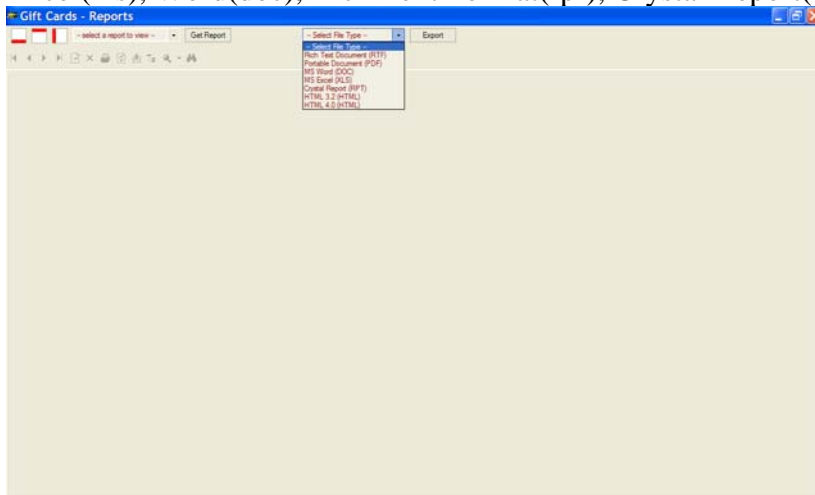 Gift Cards - Reports
-- select a report to view -- Get Report -- Select File Type -- Export
-- Select File Type --
Rich Text Document (RTF)
Portable Document (PDF)
MS Word (DOC)
MS Excel (XLS)
Crystal Report (RPT)
HTML 3.2 (HTML)
HTML 4.0 (HTML)